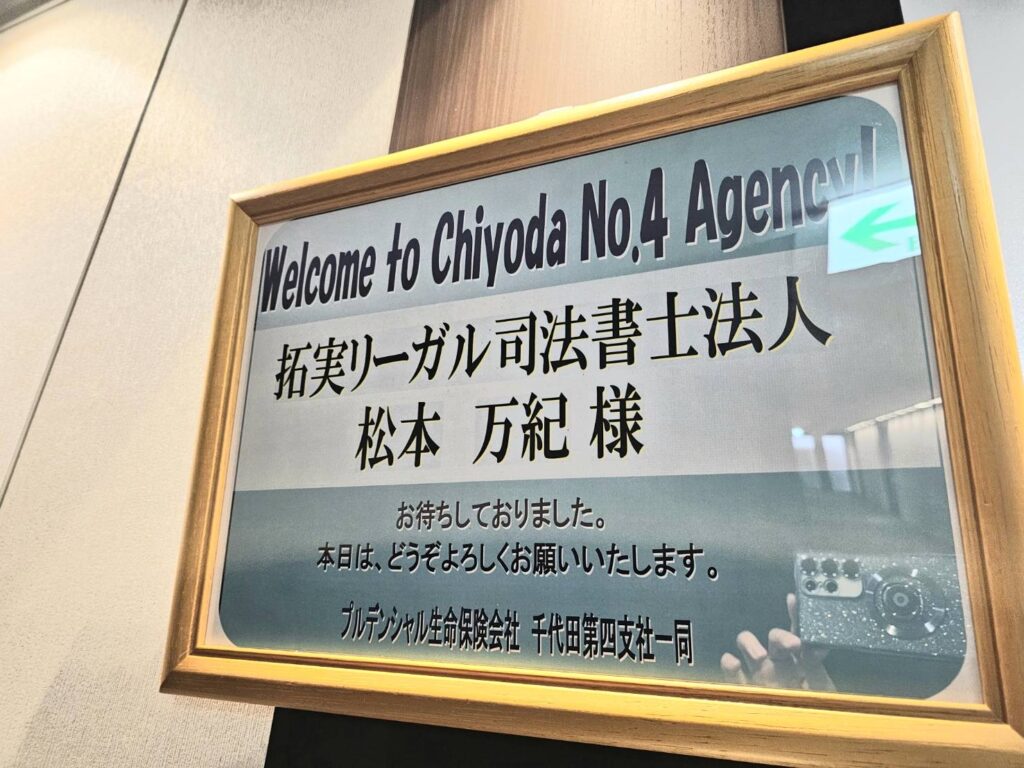 Welcome to Chiyoda No.4 Agency!
拓実リーガル司法書士法人
松本 万紀 様
お待ちしておりました。
本日は、どうぞよろしくお願いいたします。
プルデンシャル生命保険会社 千代田第四支社一同